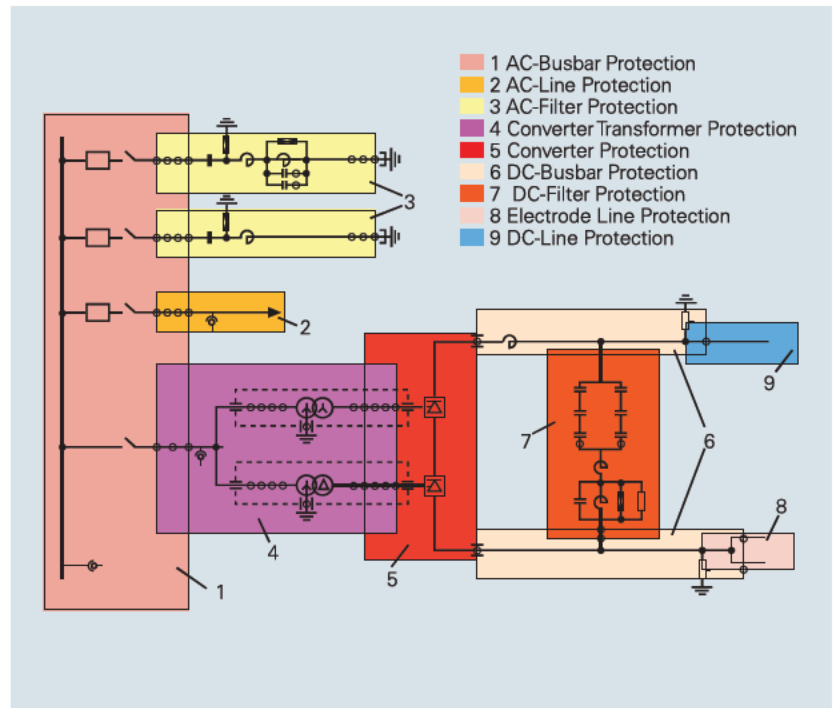 1 AC-Busbar Protection
2 AC-Line Protection
3 AC-Filter Protection
4 Converter Transformer Protection
5 Converter Protection
6 DC-Busbar Protection
7 DC-Filter Protection
8 Electrode Line Protection
9 DC-Line Protection
3
2
9
7
6
8
4
5
1